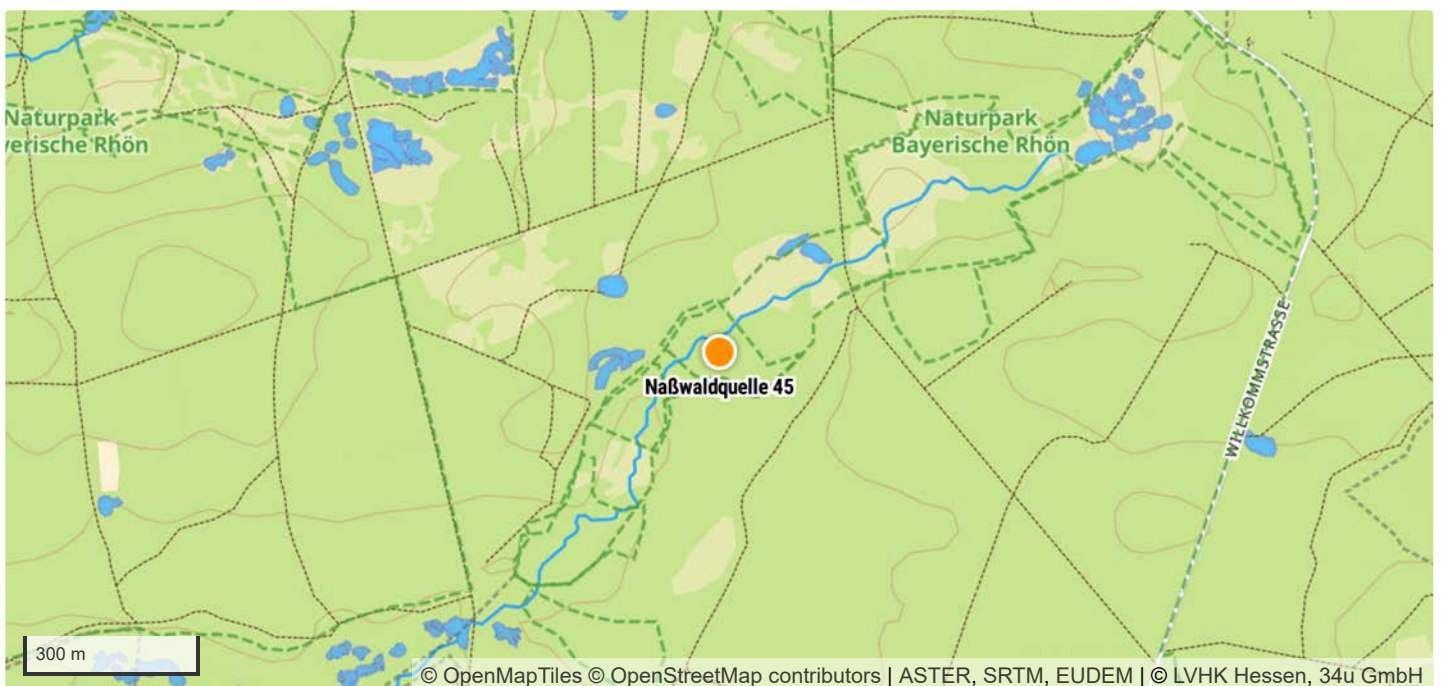 Naturpark
verische Rhön
Naturpark
Bayerische Rhön
Naßwaldquelle 45
WILLKOMMSTRASSE
300 m
© OpenMapTiles © OpenStreetMap contributors | ASTER, SRTM, EUDEM | © LVHK Hessen, 34u GmbH